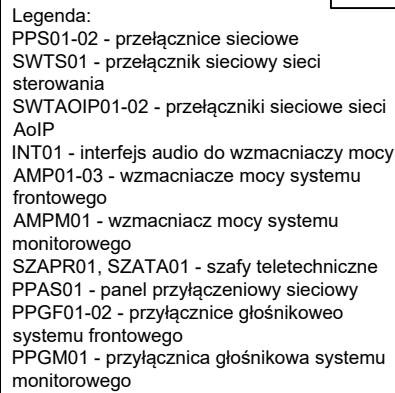 Legenda:
PPS01-02 - przełącznice sieciowe
SWTS01 - przełącznik sieciowy sieci
sterowania
SWTAOIP01-02 - przełączniki sieciowe sieci
AoIP
INT01 - interfejs audio do wzmacniaczy mocy
AMP01-03 - wzmacniacze mocy systemu
frontowego
AMPM01 - wzmacniacz mocy systemu
monitorowego
SZAPR01, SZATA01 - szafy teletechniczne
PPAS01 - panel przyłączeniowy sieciowy
PPGF01-02 - przyłącznice głośnikoweo
systemu frontowego
PPGM01 - przyłącznica głośnikowa systemu
monitorowego